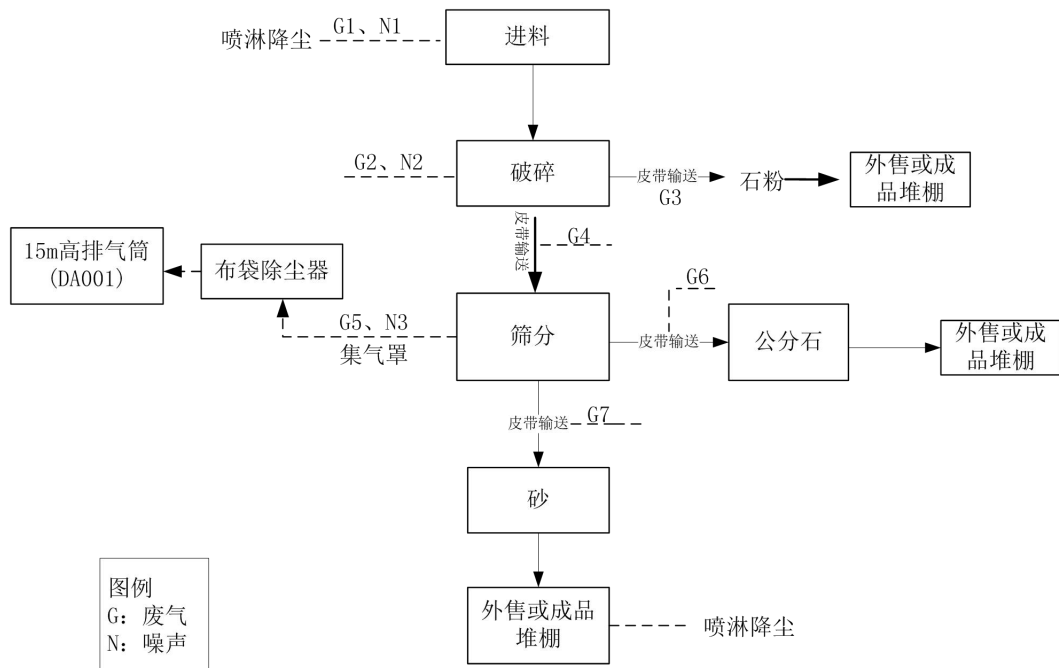 喷淋降尘
G1、N1
进料
G2、N2
破碎
皮带输送
G3
石粉
外售或成
品堆棚
皮带输送
G4
15m高排气筒
(DA001)
布袋除尘器
G5、N3
集气罩
筛分
G6
皮带输送
公分石
外售或成
品堆棚
皮带输送
G7
砂
外售或成品
堆棚
喷淋降尘
图例
G：废气
N：噪声